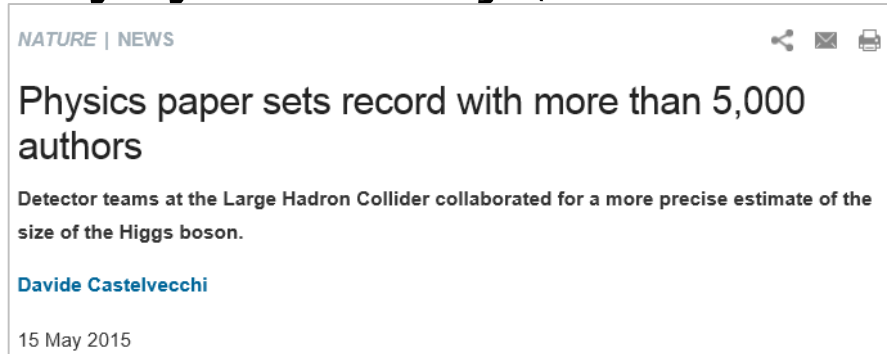 NATURE | NEWS
Physics paper sets record with more than 5,000
authors
Detector teams at the Large Hadron Collider collaborated for a more precise estimate of the
size of the Higgs boson.
Davide Castelvecchi
15 May 2015